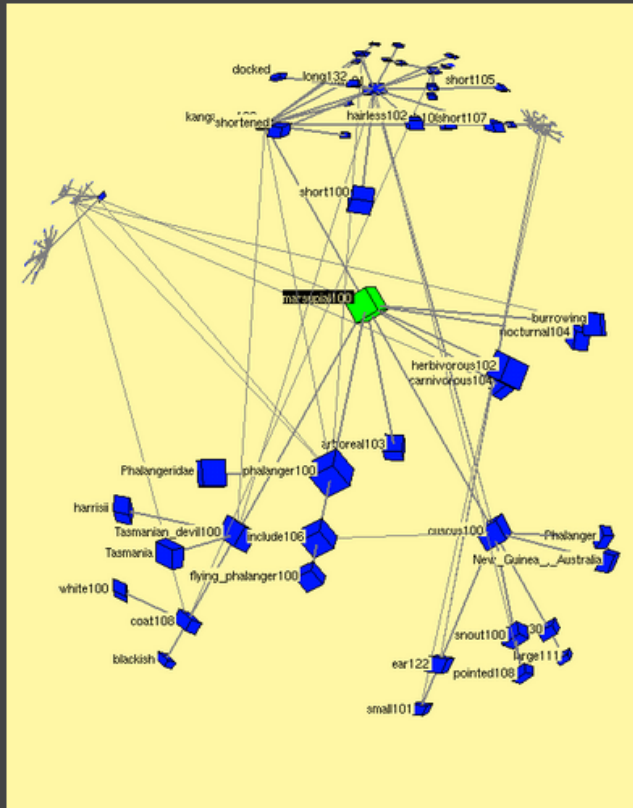 docked
long132
short105
shortened
hairless102
short107
short100
marsupial100
burrowing
nocturnal104
herbivorous102
carnivorous104
arboreal103
Phalangeridae
phalanger100
harrisii
Tasmanian_devil100
include106
cuscus100
Phalanger
Tasmania
New_Guinea_,_Australia
flying_phalanger100
white100
coat108
snout100
30
large111
blackish
ear122
pointed108
small101